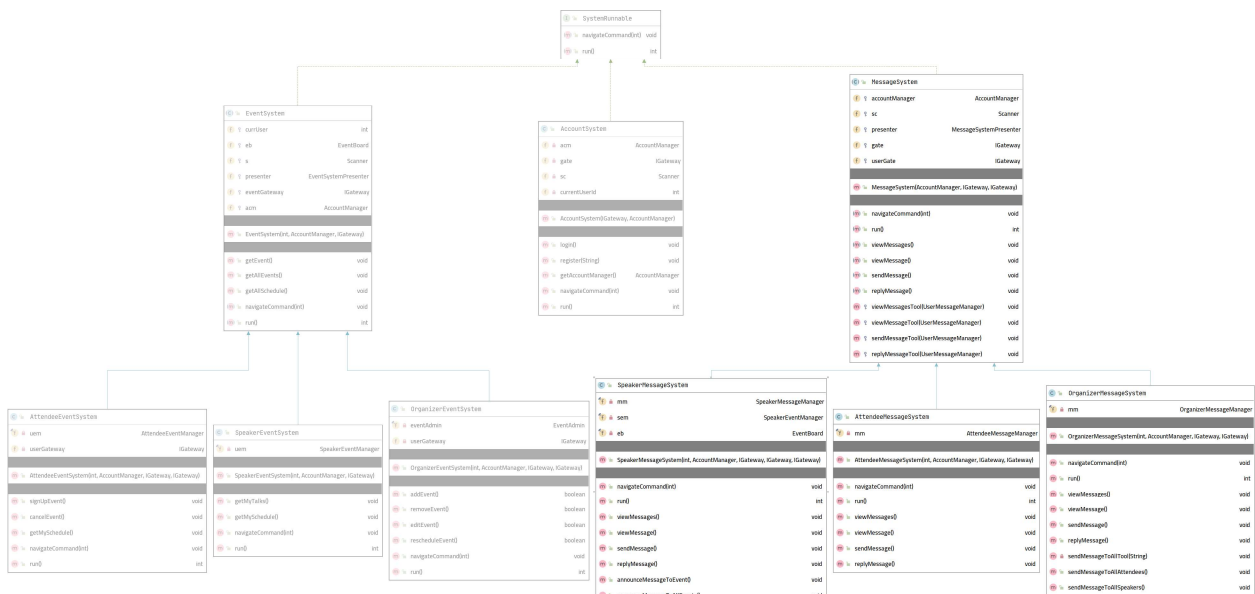 SystemRunnable
navigateCommand(int) void
run() int
EventSystem
currUser int
eb EventBoard
s Scanner
presenter EventSystemPresenter
eventGateway IGateway
acm AccountManager
EventSystem(int, AccountManager, IGateway)
getEvent() void
getAllEvents() void
getAllSchedule() void
navigateCommand(int) void
run() int
AccountSystem
acm AccountManager
gate IGateway
sc Scanner
currentUserId int
AccountSystem(IGateway, AccountManager)
login() void
register(String) void
getAccountManager() AccountManager
navigateCommand(int) void
run() int
MessageSystem
accountManager AccountManager
sc Scanner
presenter MessageSystemPresenter
gate IGateway
userGate IGateway
MessageSystem(AccountManager, IGateway, IGateway)
navigateCommand(int) void
run() int
viewMessages() void
viewMessage() void
sendMessage() void
replyMessage() void
viewMessagesTool(UserMessageManager) void
viewMessageTool(UserMessageManager) void
sendMessageTool(UserMessageManager) void
replyMessageTool(UserMessageManager) void
AttendeeEventSystem
uem AttendeeEventManager
userGateway IGateway
AttendeeEventSystem(int, AccountManager, IGateway, IGateway)
signUpEvent() void
cancelEvent() void
getMySchedule() void
navigateCommand(int) void
run() int
SpeakerEventSystem
uem SpeakerEventManager
SpeakerEventSystem(int, AccountManager, IGateway)
getMyTalks() void
getMySchedule() void
navigateCommand(int) void
run() int
OrganizerEventSystem
eventAdmin EventAdmin
userGateway IGateway
OrganizerEventSystem(int, AccountManager, IGateway, IGateway)
addEvent() boolean
removeEvent() boolean
editEvent() boolean
rescheduleEvent() boolean
navigateCommand(int) void
run() int
SpeakerMessageSystem
mm SpeakerMessageManager
sem SpeakerEventManager
eb EventBoard
SpeakerMessageSystem(int, AccountManager, IGateway, IGateway, IGateway)
navigateCommand(int) void
run() int
viewMessages() void
viewMessage() void
sendMessage() void
replyMessage() void
announceMessageToEvent() void
AttendeeMessageSystem
mm AttendeeMessageManager
AttendeeMessageSystem(int, AccountManager, IGateway, IGateway)
navigateCommand(int) void
run() int
viewMessages() void
viewMessage() void
sendMessage() void
replyMessage() void
OrganizerMessageSystem
mm OrganizerMessageManager
OrganizerMessageSystem(int, AccountManager, IGateway, IGateway)
navigateCommand(int) void
run() int
viewMessages() void
viewMessage() void
sendMessage() void
replyMessage() void
sendMessageToAllTool(String) void
sendMessageToAllAttendees() void
sendMessageToAllSpeakers() void